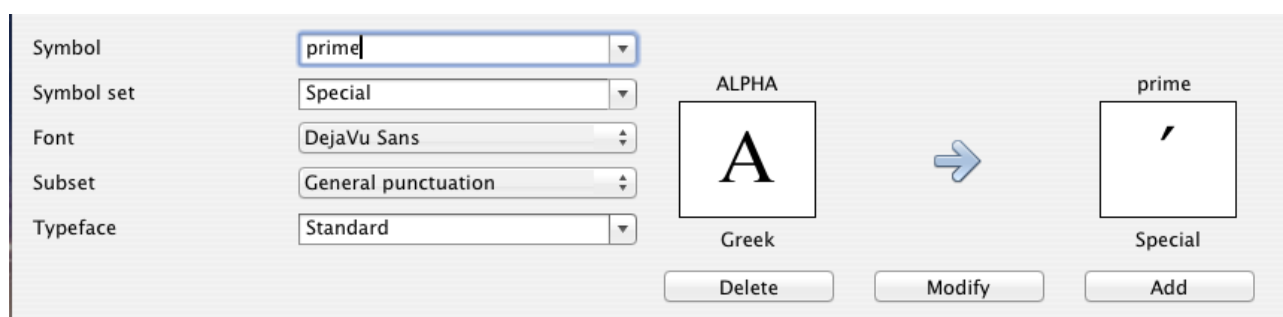 Symbol prime
Symbol set Special
Font DejaVu Sans
Subset General punctuation
Typeface Standard
ALPHA
Α
Greek
prime
′
Special
Delete Modify Add